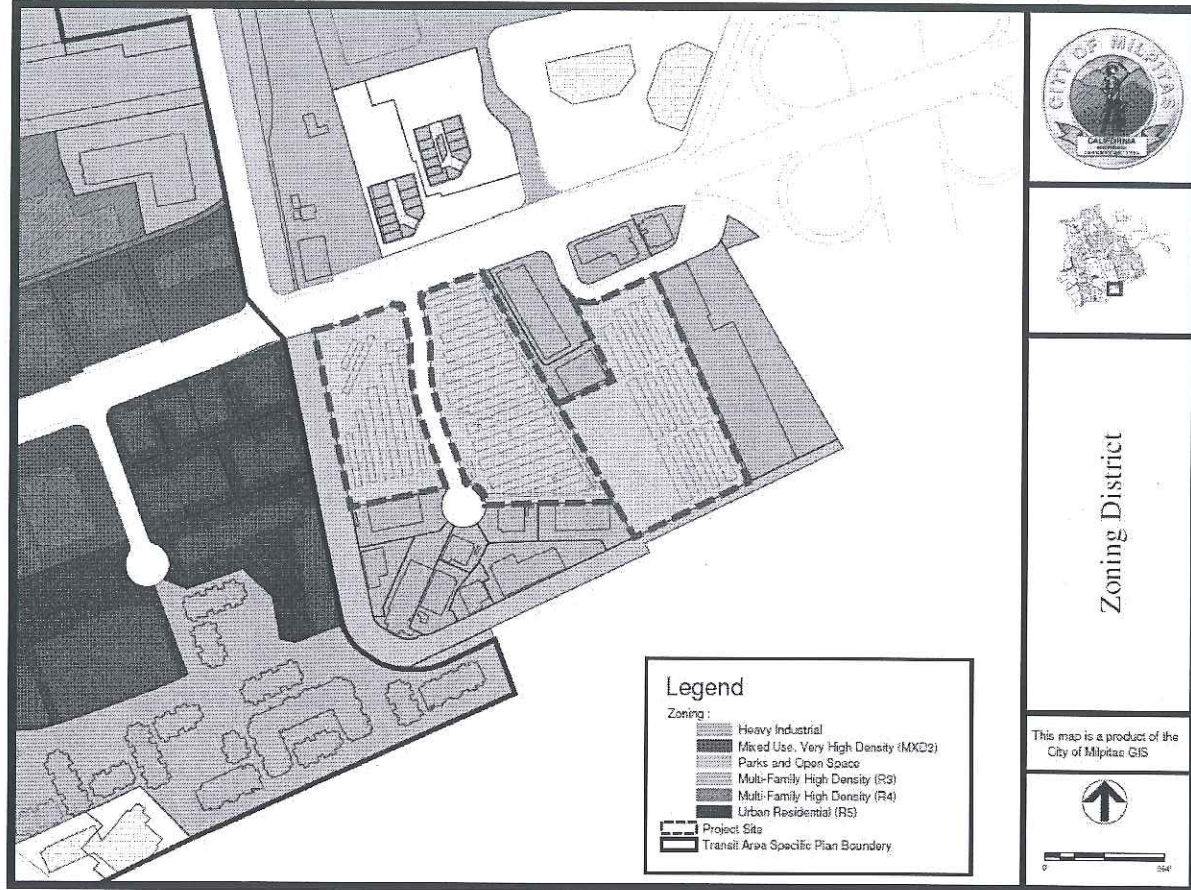 CITY OF MILPITAS
CALIFORNIA
Zoning District
This map is a product of the
City of Milpitas GIS
0
Legend
Zoning :
Heavy Industrial
Mixed Use, Very High Density (MXD2)
Parks and Open Space
Multi-Family High Density (R3)
Multi-Family High Density (R4)
Urban Residential (R5)
Project Site
Transit Area Specific Plan Boundary